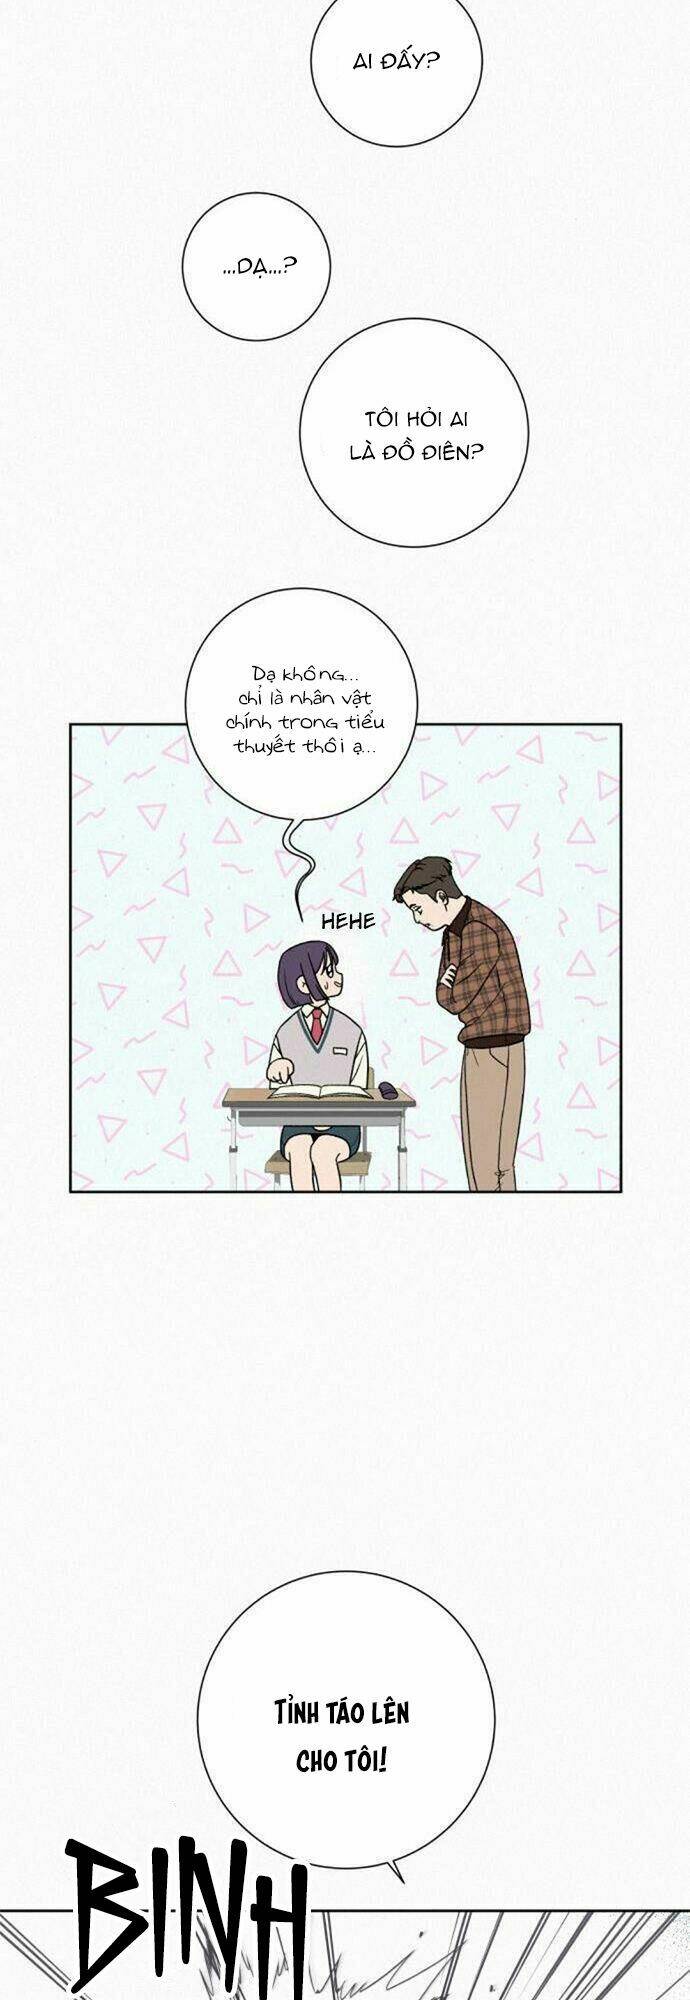 AI ĐẤY?
...DẠ...?
TÔI HỎI AI
LÀ ĐỒ ĐIÊN?
Dạ không...
chỉ là nhân vật
chính trong tiểu
thuyết thôi ạ...
HEHE
TỈNH TÁO LÊN
CHO TÔI!
BINH